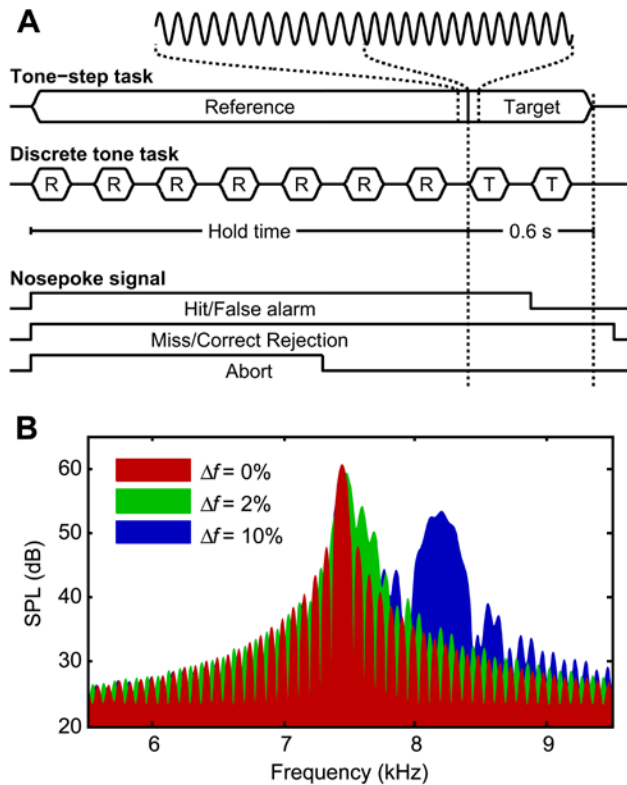 A
Tone−step task
Reference
Target
Discrete tone task
R R R R R R R T T
Hold time
0.6 s
Nosepoke signal
Hit/False alarm
Miss/Correct Rejection
Abort
B
Δf = 0%
Δf = 2%
Δf = 10%
SPL (dB)
60
50
40
30
20
6 7 8 9
Frequency (kHz)